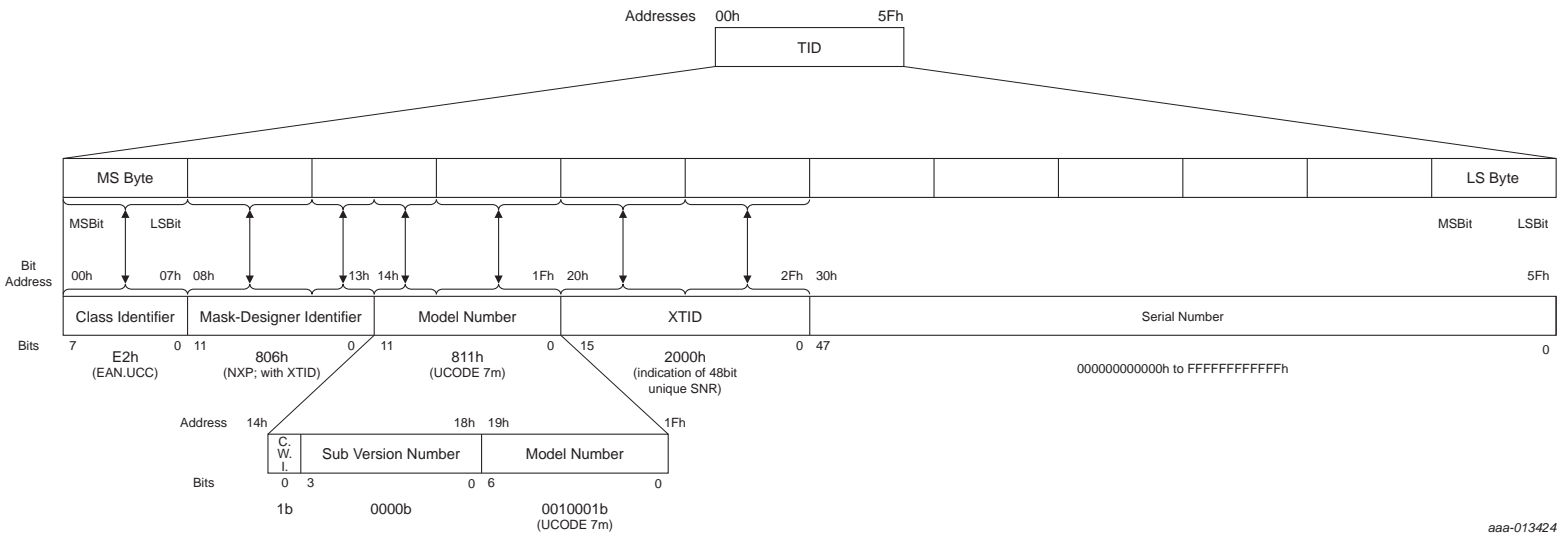 Addresses 00h 5Fh
TID
MS Byte LS Byte
MSBit LSBit MSBit LSBit
Bit
Address
00h 07h 08h 13h 14h 1Fh 20h 2Fh 30h 5Fh
Class Identifier Mask-Designer Identifier Model Number XTID Serial Number
Bits 7 0 11 0 11 0 15 0 47 0
E2h
(EAN.UCC)
806h
(NXP; with XTID)
811h
(UCODE 7m)
2000h
(indication of 48bit
unique SNR)
000000000000h to FFFFFFFFFFFFh
Address 14h 18h 19h 1Fh
C.
W.
I.
Sub Version Number Model Number
Bits 0 3 0 6 0
1b 0000b 0010001b
(UCODE 7m)
aaa-013424